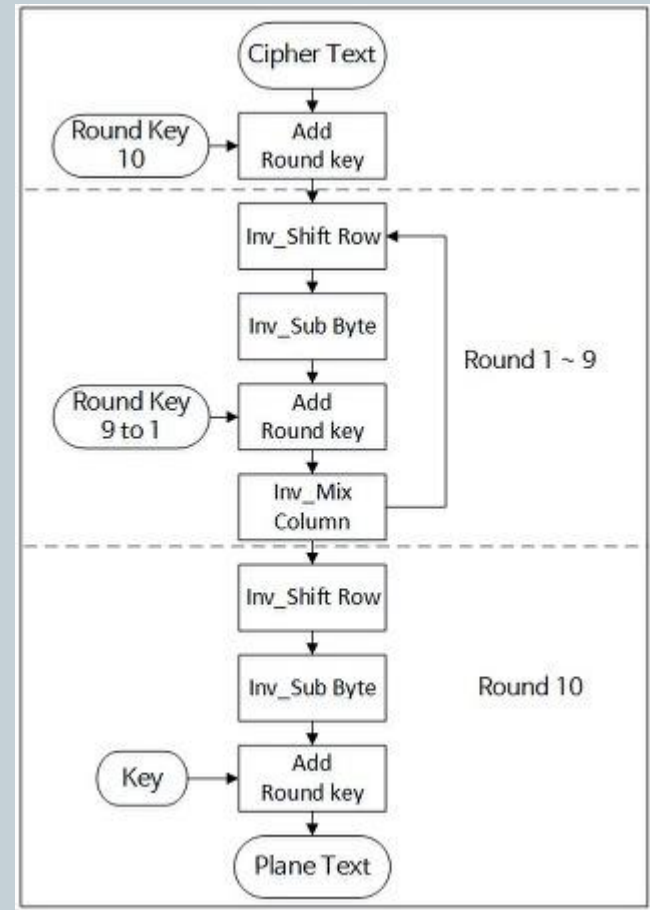 Cipher Text
Round Key
10
Add
Round key
Inv_Shift Row
Inv_Sub Byte
Round 1 ~ 9
Round Key
9 to 1
Add
Round key
Inv_Mix
Column
Inv_Shift Row
Inv_Sub Byte
Round 10
Key
Add
Round key
Plane Text